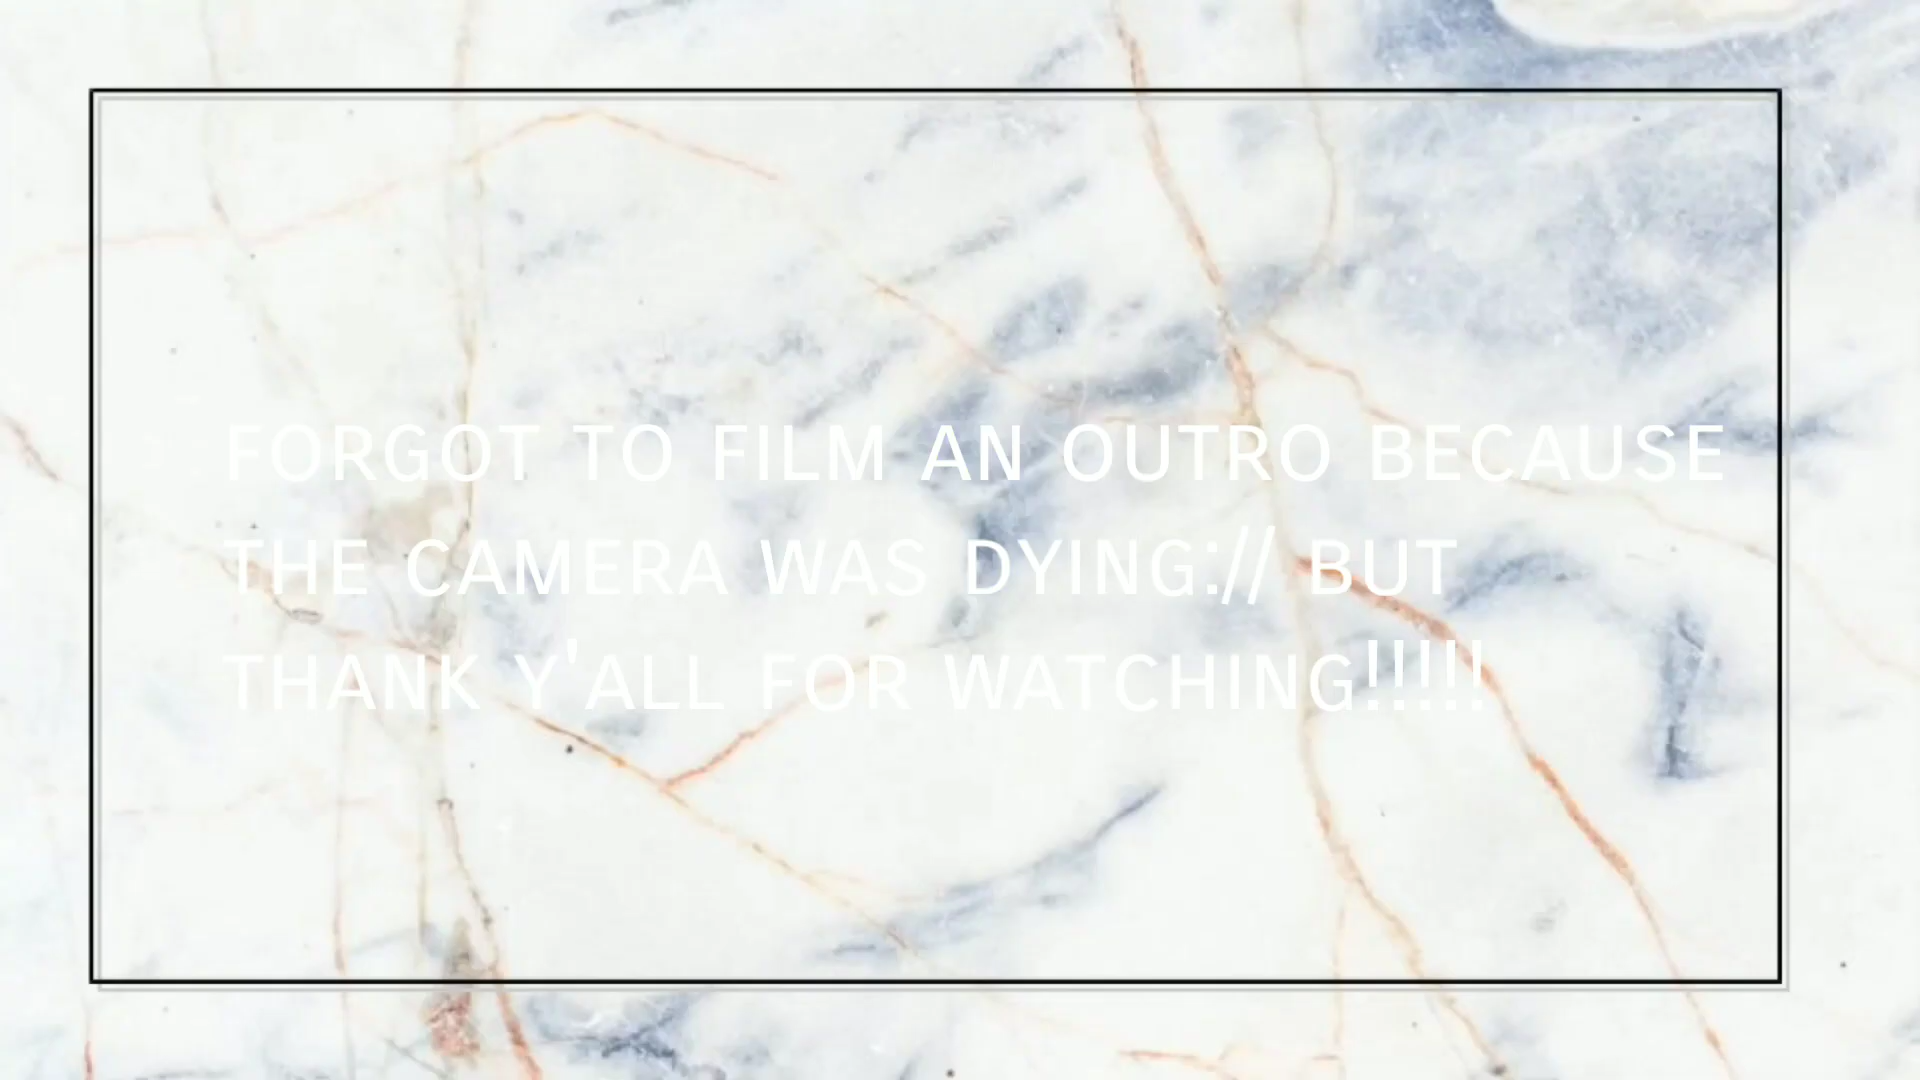 FORGOT TO FILM AN OUTRO BECAUSE
THE CAMERA WAS DYING:// BUT
THANK Y'ALL FOR WATCHING!!!!!